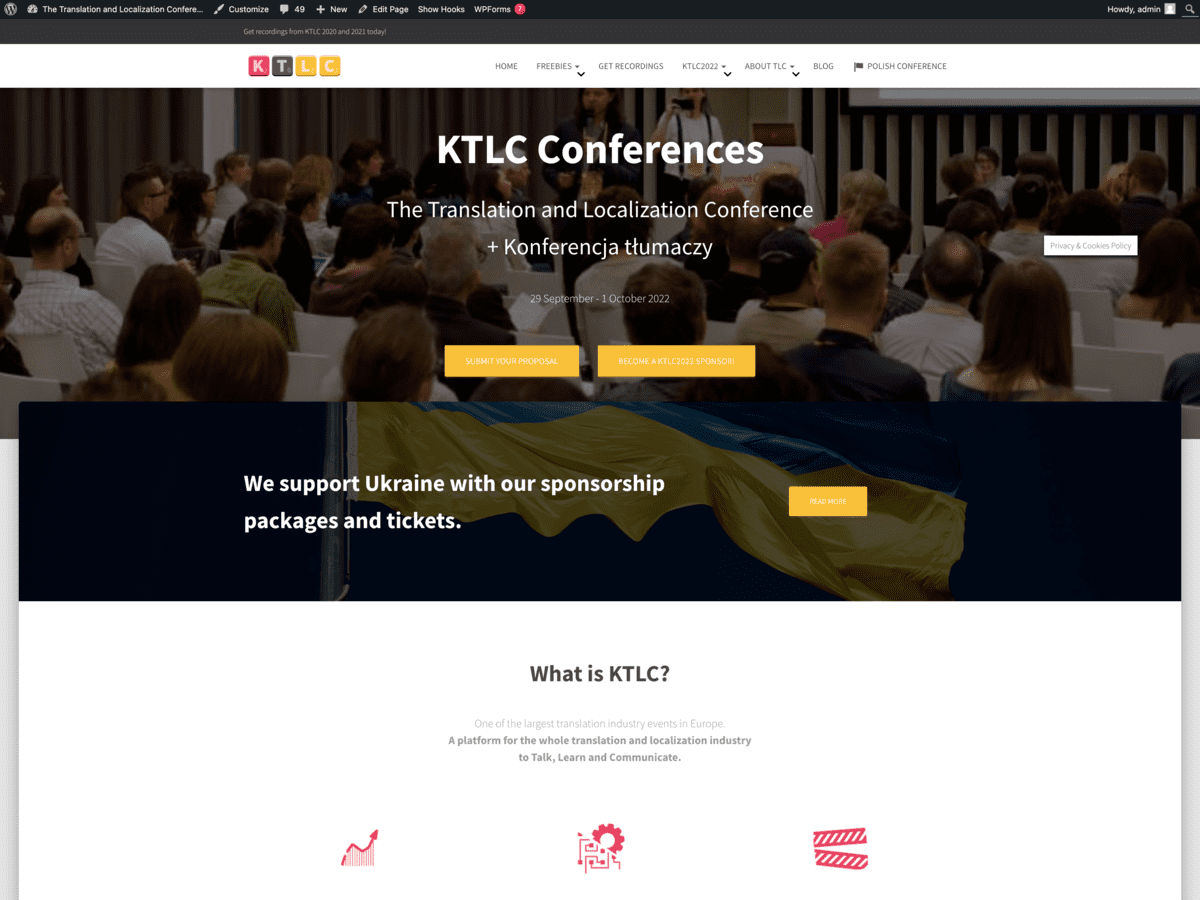 The Translation and Localization Confere...
Customize
49
New
Edit Page
Show Hooks
WPForms
7
Howdy, admin
Get recordings from KTLC 2020 and 2021 today!
K T L C
HOME
FREEBIES
GET RECORDINGS
KTLC2022
ABOUT TLC
BLOG
POLISH CONFERENCE
KTLC Conferences
The Translation and Localization Conference
+ Konferencja tłumaczy
Privacy & Cookies Policy
29 September - 1 October 2022
SUBMIT YOUR PROPOSAL
BECOME A KTLC2022 SPONSOR!
We support Ukraine with our sponsorship
packages and tickets.
READ MORE
What is KTLC?
One of the largest translation industry events in Europe.
A platform for the whole translation and localization industry
to Talk, Learn and Communicate.